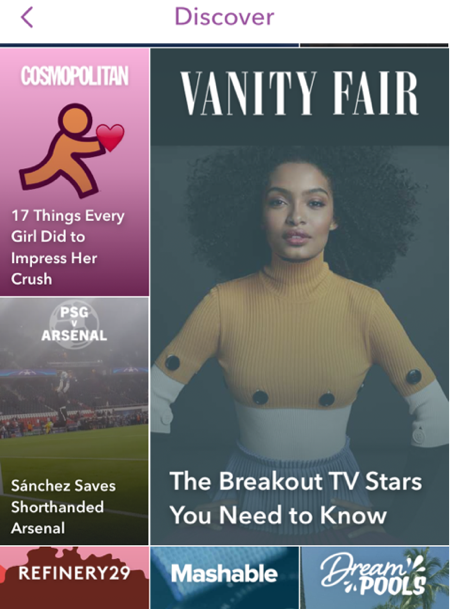 Discover
COSMOPOLITAN
17 Things Every
Girl Did to
Impress Her
Crush
VANITY FAIR
The Breakout TV Stars
You Need to Know
PSG
V
ARSENAL
Sánchez Saves
Shorthanded
Arsenal
REFINERY29
Mashable
Dream
POOLS